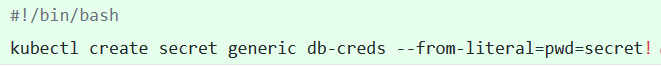 #!/bin/bash
kubectl create secret generic db-creds --from-literal=pwd=secret!